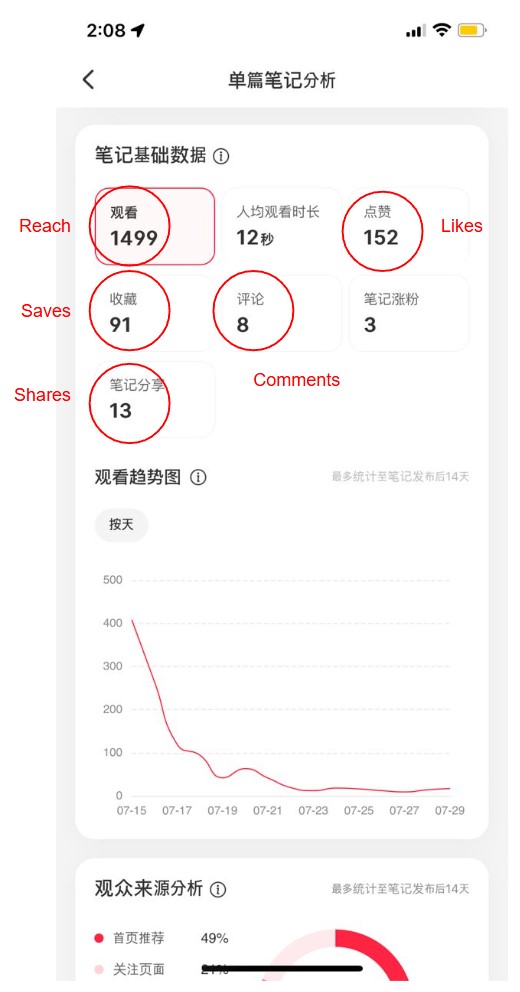 2:08
单篇笔记分析
笔记基础数据
Reach
观看
1499
人均观看时长
12秒
点赞
152
Likes
Saves
收藏
91
评论
8
笔记涨粉
3
Comments
Shares
笔记分享
13
观看趋势图
最多统计至笔记发布后14天
按天
500
400
300
200
100
0
07-15 07-17 07-19 07-21 07-23 07-25 07-27 07-29
观众来源分析
最多统计至笔记发布后14天
首页推荐 49%
关注页面